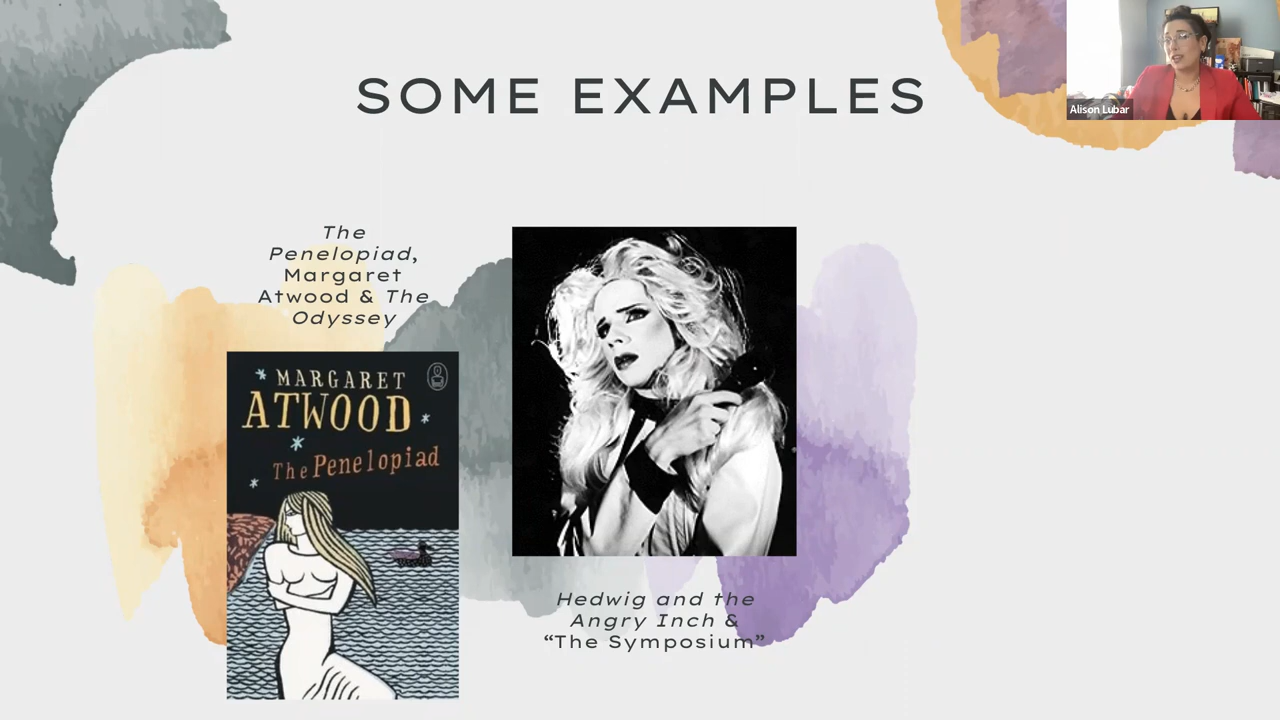 SOME EXAMPLES
Alison Lubar
The
Penelopiad,
Margaret
Atwood & The
Odyssey
MARGARET
ATWOOD
The Penelopiad
Hedwig and the
Angry Inch &
“The Symposium”